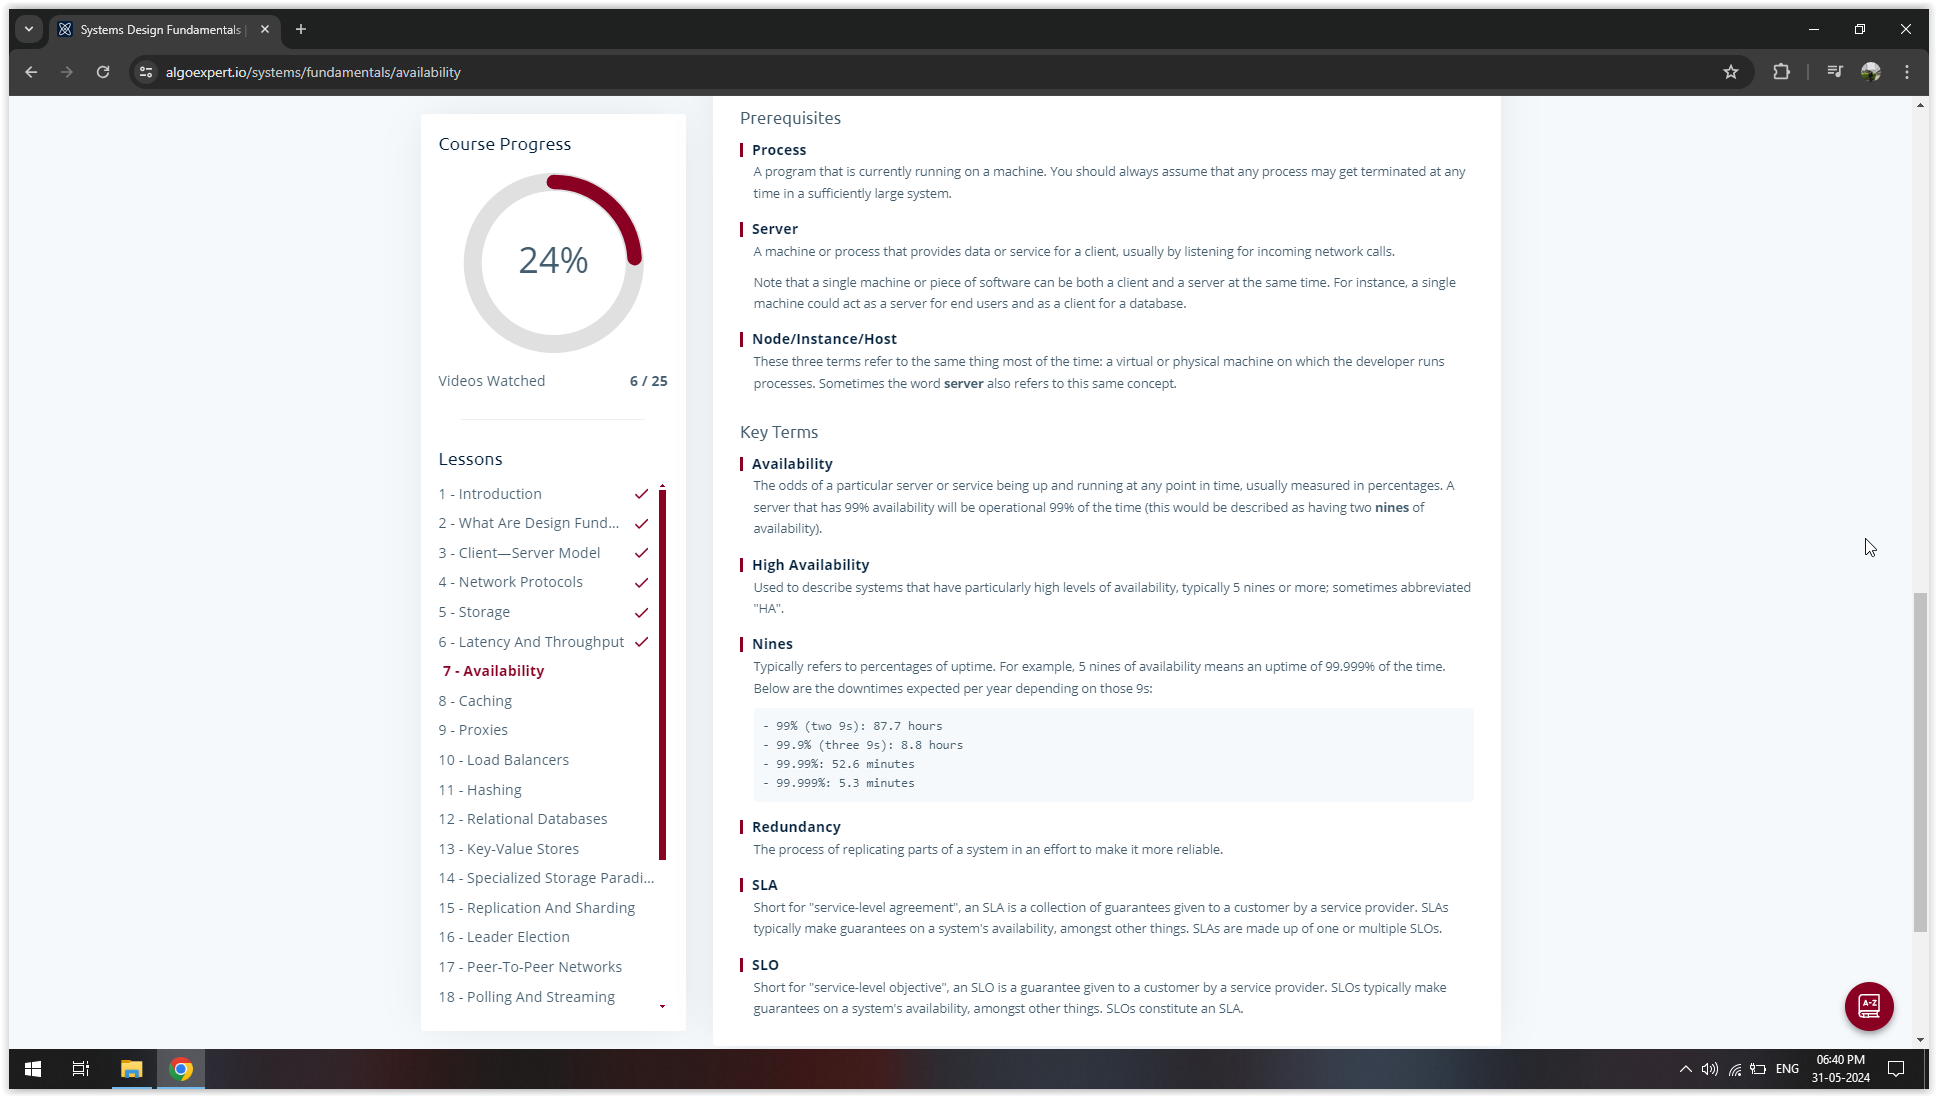 Systems Design Fundamentals |
algoexpert.io/systems/fundamentals/availability
Course Progress
24%
Videos Watched 6 / 25
Lessons
1 - Introduction
2 - What Are Design Fund...
3 - Client—Server Model
4 - Network Protocols
5 - Storage
6 - Latency And Throughput
7 - Availability
8 - Caching
9 - Proxies
10 - Load Balancers
11 - Hashing
12 - Relational Databases
13 - Key-Value Stores
14 - Specialized Storage Paradi...
15 - Replication And Sharding
16 - Leader Election
17 - Peer-To-Peer Networks
18 - Polling And Streaming
Prerequisites
Process
A program that is currently running on a machine. You should always assume that any process may get terminated at any
time in a sufficiently large system.
Server
A machine or process that provides data or service for a client, usually by listening for incoming network calls.
Note that a single machine or piece of software can be both a client and a server at the same time. For instance, a single
machine could act as a server for end users and as a client for a database.
Node/Instance/Host
These three terms refer to the same thing most of the time: a virtual or physical machine on which the developer runs
processes. Sometimes the word server also refers to this same concept.
Key Terms
Availability
The odds of a particular server or service being up and running at any point in time, usually measured in percentages. A
server that has 99% availability will be operational 99% of the time (this would be described as having two nines of
availability).
High Availability
Used to describe systems that have particularly high levels of availability, typically 5 nines or more; sometimes abbreviated
"HA".
Nines
Typically refers to percentages of uptime. For example, 5 nines of availability means an uptime of 99.999% of the time.
Below are the downtimes expected per year depending on those 9s:
- 99% (two 9s): 87.7 hours
- 99.9% (three 9s): 8.8 hours
- 99.99%: 52.6 minutes
- 99.999%: 5.3 minutes
Redundancy
The process of replicating parts of a system in an effort to make it more reliable.
SLA
Short for "service-level agreement", an SLA is a collection of guarantees given to a customer by a service provider. SLAs
typically make guarantees on a system's availability, amongst other things. SLAs are made up of one or multiple SLOs.
SLO
Short for "service-level objective", an SLO is a guarantee given to a customer by a service provider. SLOs typically make
guarantees on a system's availability, amongst other things. SLOs constitute an SLA.
A-Z
ENG
06:40 PM
31-05-2024